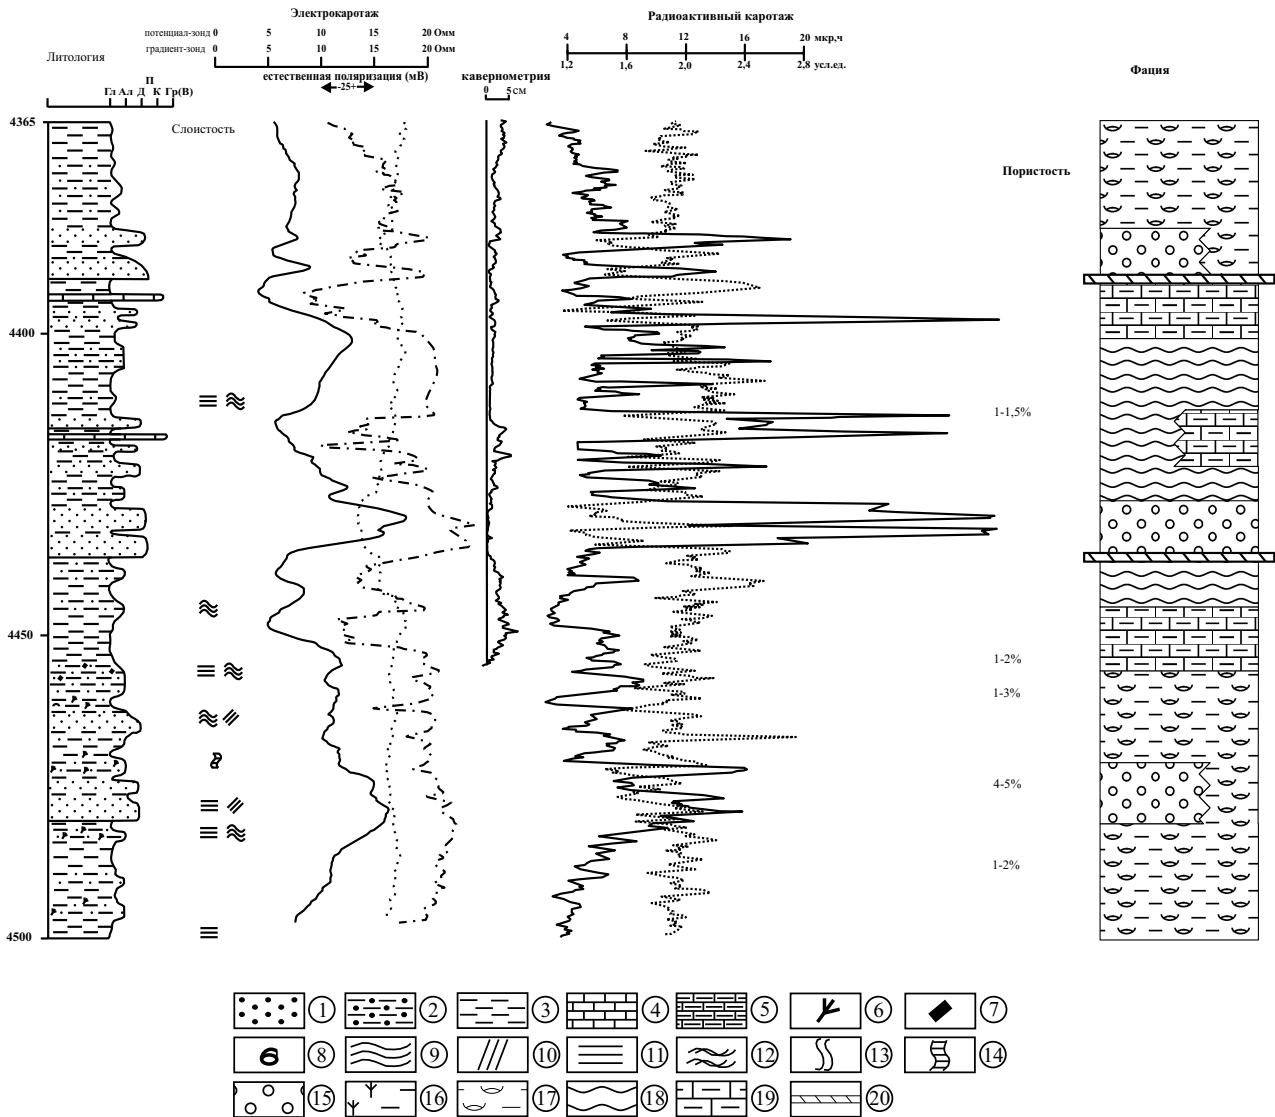 Электрокаротаж
Радиоактивный каротаж
потенциал-зонд 0 5 10 15 20 Омм
градиент-зонд 0 5 10 15 20 Омм
4 8 12 16 20 мкр,ч
1,2 1,6 2,0 2,4 2,8 усл.ед.
Литология
естественная поляризация (мВ)
-25+
кавернометрия
0 5 см
Фация
П
Гл Ал Д К Гр(В)
4365
Слоистость
Пористость
4400
1-1,5%
4450
1-2%
1-3%
4-5%
1-2%
4500
1 2 3 4 5 6 7
8 9 10 11 12 13 14
15 16 17 18 19 20